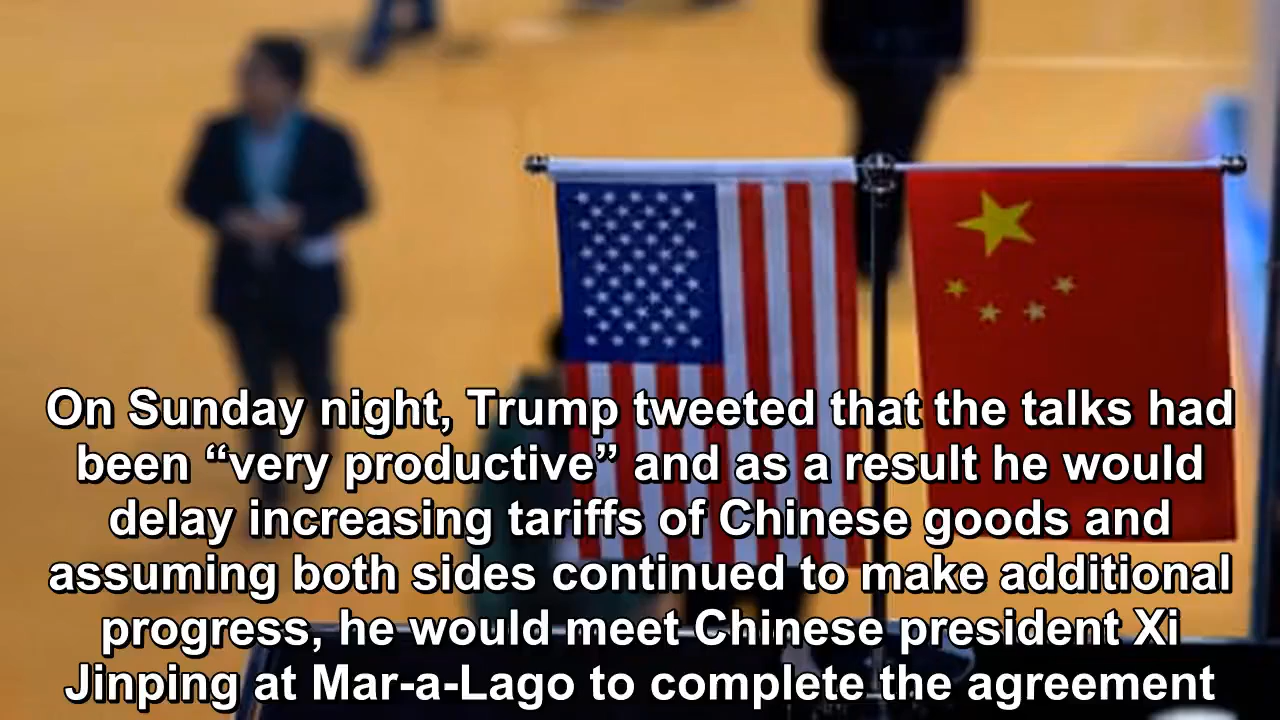 On Sunday night, Trump tweeted that the talks had
been “very productive” and as a result he would
delay increasing tariffs of Chinese goods and
assuming both sides continued to make additional
progress, he would meet Chinese president Xi
Jinping at Mar-a-Lago to complete the agreement